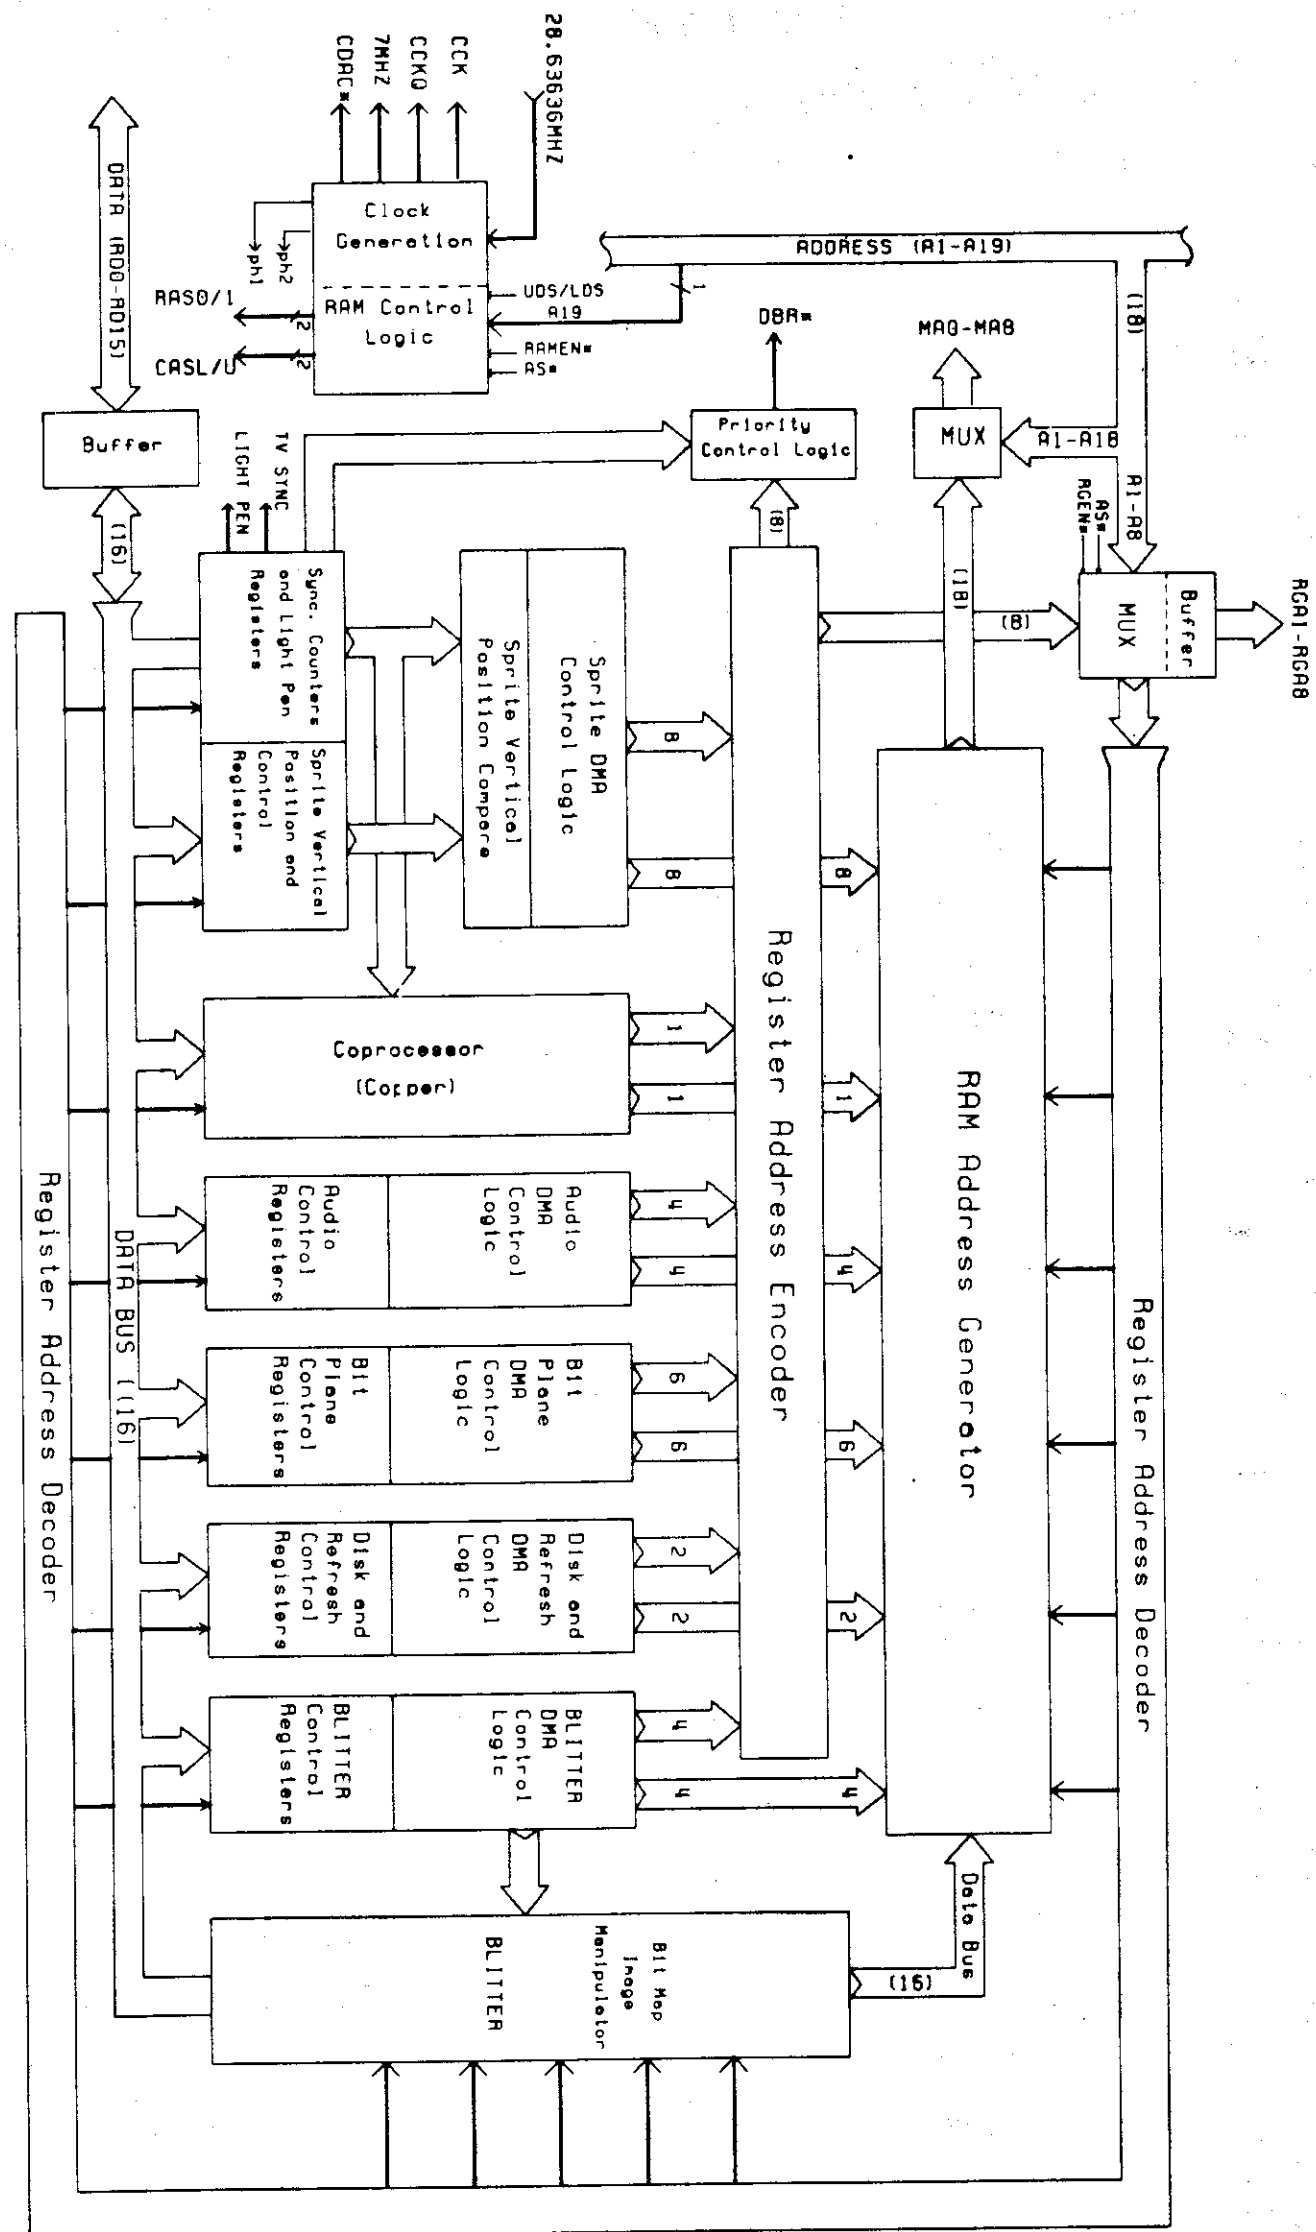 28.63636MHZ
CCK
CCKQ
7MHZ
CDAC*
Clock
Generation
ph2
ph1
RAM Control
Logic
UDS/LDS
A19
RAMEN*
AS*
RAS0/1
2
CASL/U
2
1
ADDRESS (A1-A19)
(18)
A1-A18
A1-A8
AS*
RGEN*
MUX
Buffer
RGA1-RGA8
MA0-MA8
MUX
(18)
(8)
DBR*
Priority
Control Logic
(8)
DATA (RD0-RD15)
Buffer
(16)
TV SYNC
LIGHT PEN
Sync. Counters
and Light Pen
Registers
Sprite Vertical
Position and
Control
Registers
Sprite Vertical
Position Compare
Sprite DMA
Control Logic
8
8
8
Coprocessor
(Copper)
1
1
1
Audio
Control
Registers
Audio
DMA
Control
Logic
4
4
4
Bit
Plane
Control
Registers
Bit
Plane
DMA
Control
Logic
6
6
6
Disk and
Refresh
Control
Registers
Disk and
Refresh
DMA
Control
Logic
2
2
2
BLITTER
Control
Registers
BLITTER
DMA
Control
Logic
4
4
4
Register Address Encoder
RAM Address Generator
Register Address Decoder
Register Address Decoder
DATA BUS ((16)
Bit Map
Image
Manipulator
BLITTER
(16)
Data Bus